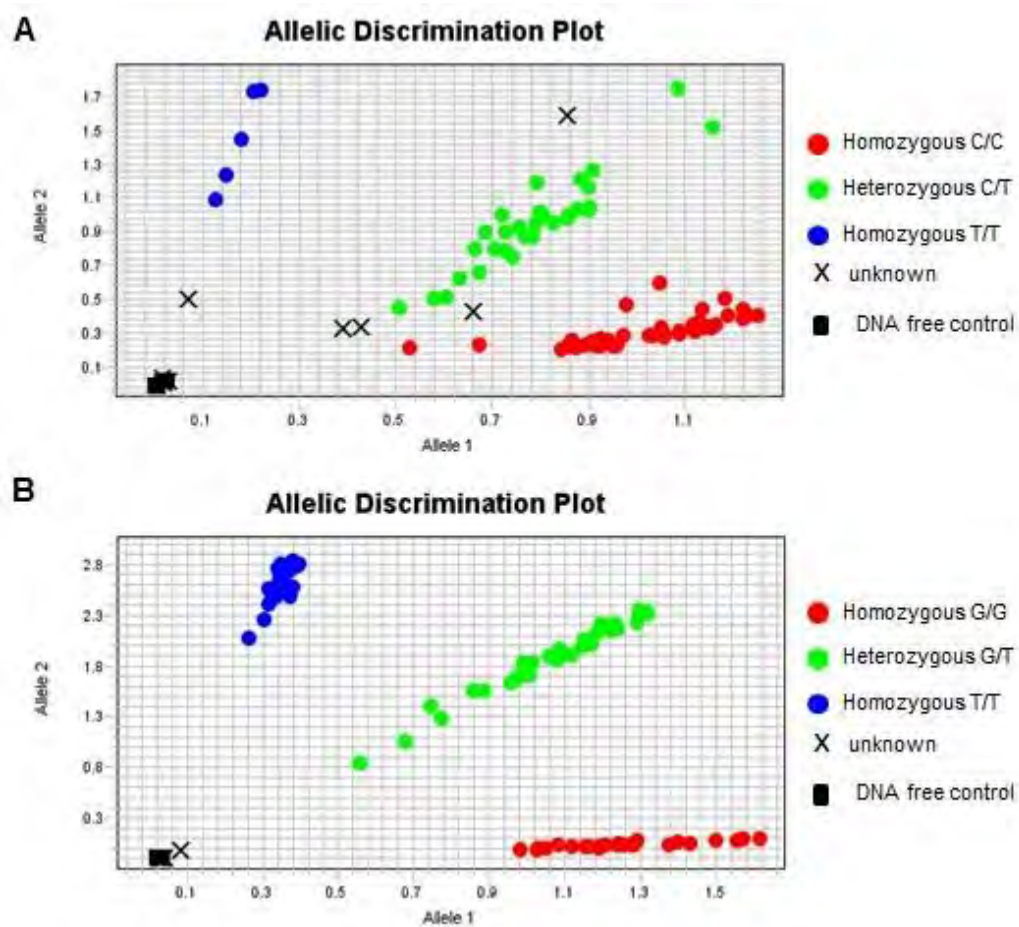 A
Allelic Discrimination Plot
1.7
1.5
1.3
1.1
0.9
0.7
0.5
0.3
0.1
Allele 2
0.1 0.3 0.5 0.7 0.9 1.1
Allele 1
Homozygous C/C
Heterozygous C/T
Homozygous T/T
X unknown
DNA free control
B
Allelic Discrimination Plot
2.8
2.3
1.8
1.3
0.8
0.3
Allele 2
0.1 0.3 0.5 0.7 0.9 1.1 1.3 1.5
Allele 1
Homozygous G/G
Heterozygous G/T
Homozygous T/T
X unknown
DNA free control